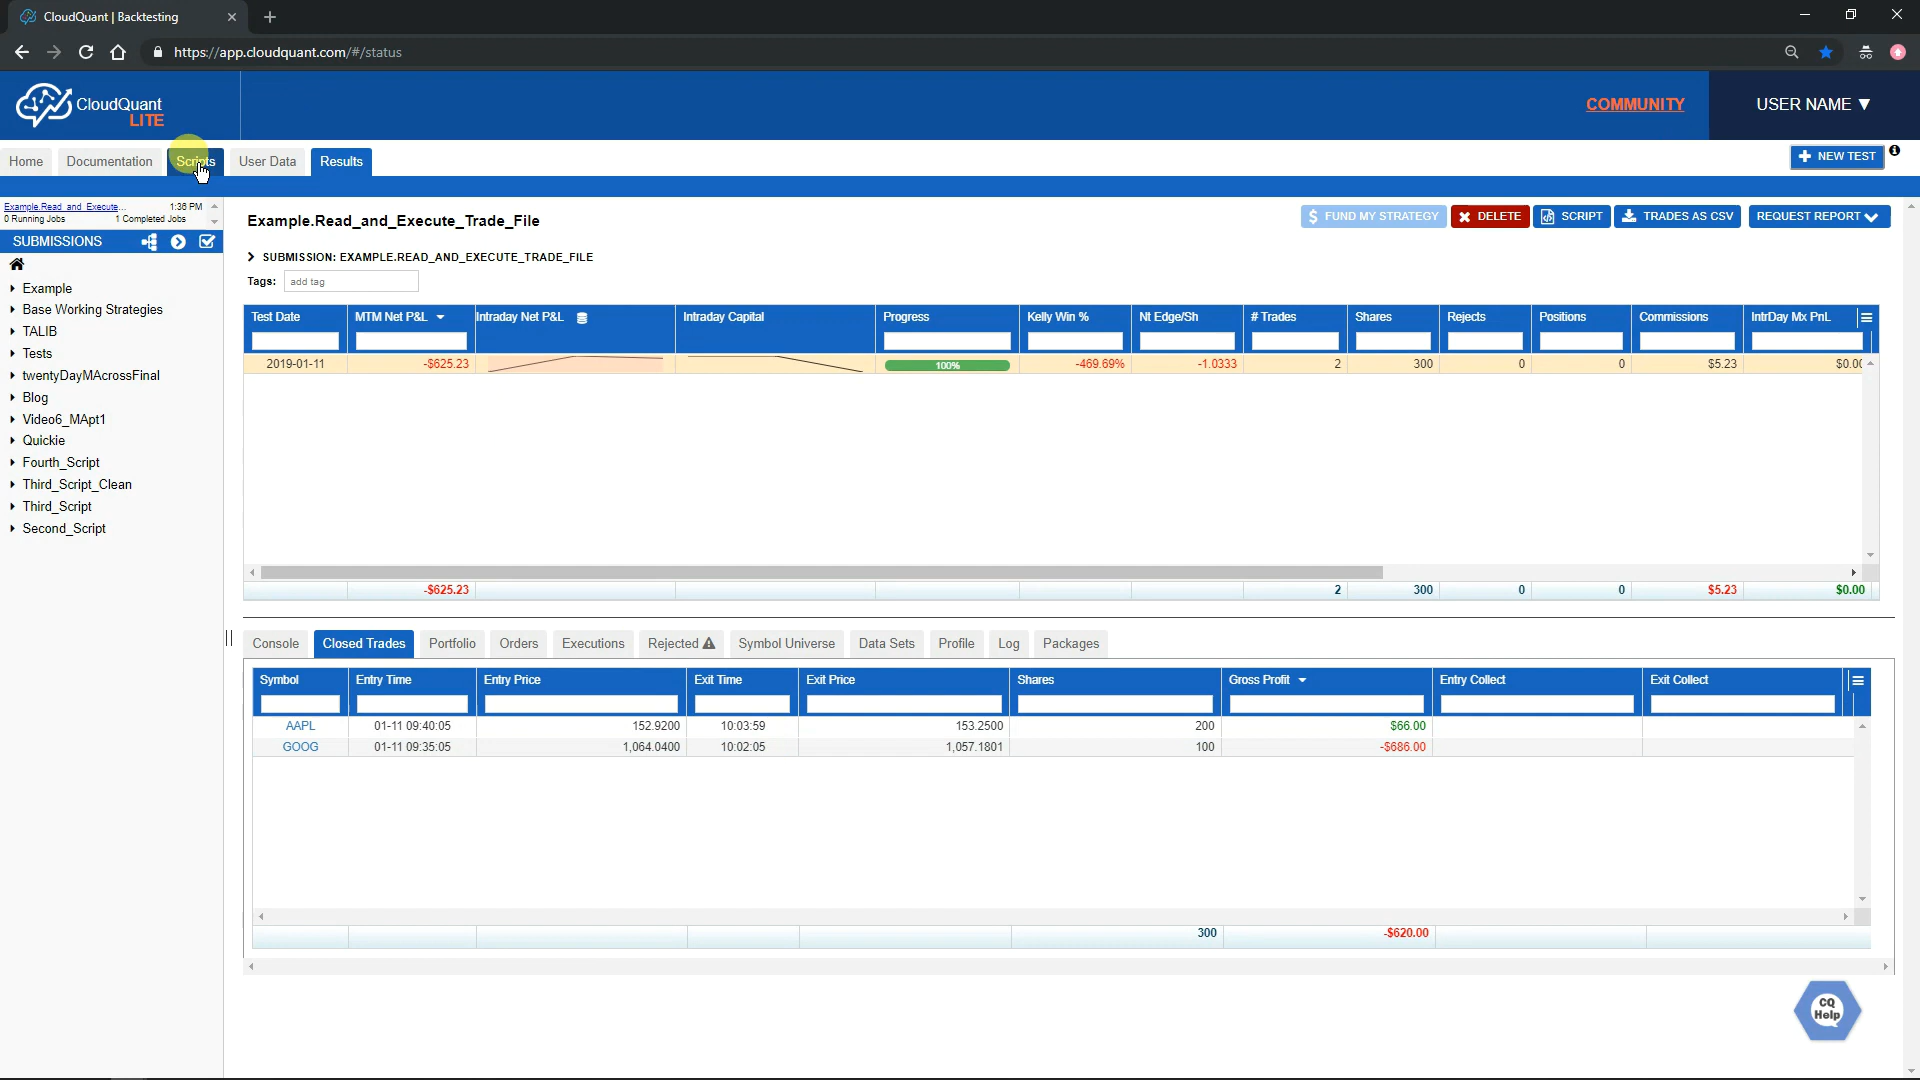 CloudQuant | Backtesting
https://app.cloudquant.com/#/status
CloudQuant
LITE
COMMUNITY
USER NAME ▼
Home Documentation Scripts User Data Results
NEW TEST
Example.Read_and_Execute... 1:36 PM
0 Running Jobs 1 Completed Jobs
SUBMISSIONS
Example
Base Working Strategies
TALIB
Tests
twentyDayMAcrossFinal
Blog
Video6_MApt1
Quickie
Fourth_Script
Third_Script_Clean
Third_Script
Second_Script
Example.Read_and_Execute_Trade_File
$ FUND MY STRATEGY DELETE SCRIPT TRADES AS CSV REQUEST REPORT
SUBMISSION: EXAMPLE.READ_AND_EXECUTE_TRADE_FILE
Tags: add tag
Test Date MTM Net P&L Intraday Net P&L Intraday Capital Progress Kelly Win % Nt Edge/Sh # Trades Shares Rejects Positions Commissions IntrDay Mx PnL
2019-01-11 -$625.23 100% -469.69% -1.0333 2 300 0 0 $5.23 $0.00
-$625.23 2 300 0 0 $5.23 $0.00
Console Closed Trades Portfolio Orders Executions Rejected Symbol Universe Data Sets Profile Log Packages
Symbol Entry Time Entry Price Exit Time Exit Price Shares Gross Profit Entry Collect Exit Collect
AAPL 01-11 09:40:05 152.9200 10:03:59 153.2500 200 $66.00
GOOG 01-11 09:35:05 1,064.0400 10:02:05 1,057.1801 100 -$686.00
300 -$620.00
CQ
Help